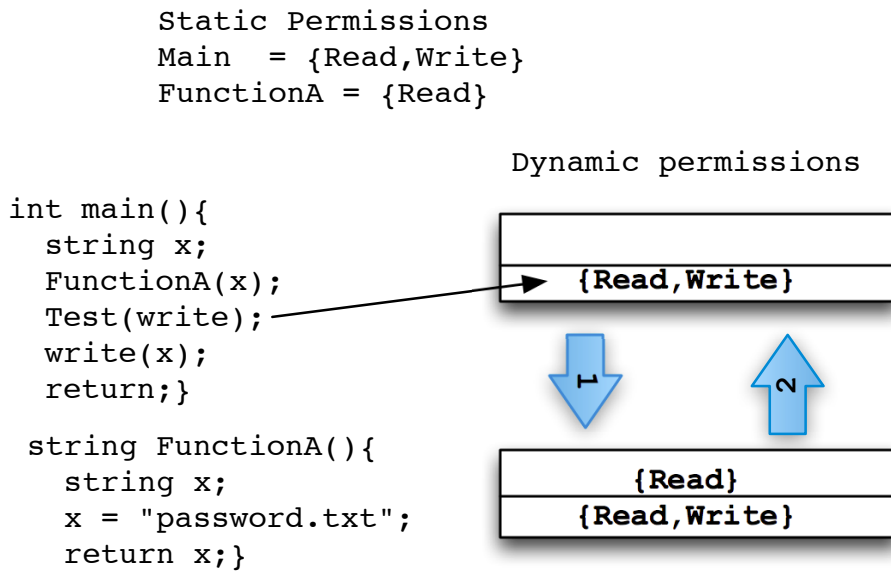 Static Permissions
Main = {Read,Write}
FunctionA = {Read}
Dynamic permissions
int main(){
string x;
FunctionA(x);
Test(write);
write(x);
return;}
{Read,Write}
1
2
string FunctionA(){
string x;
x = "password.txt";
return x;}
{Read}
{Read,Write}